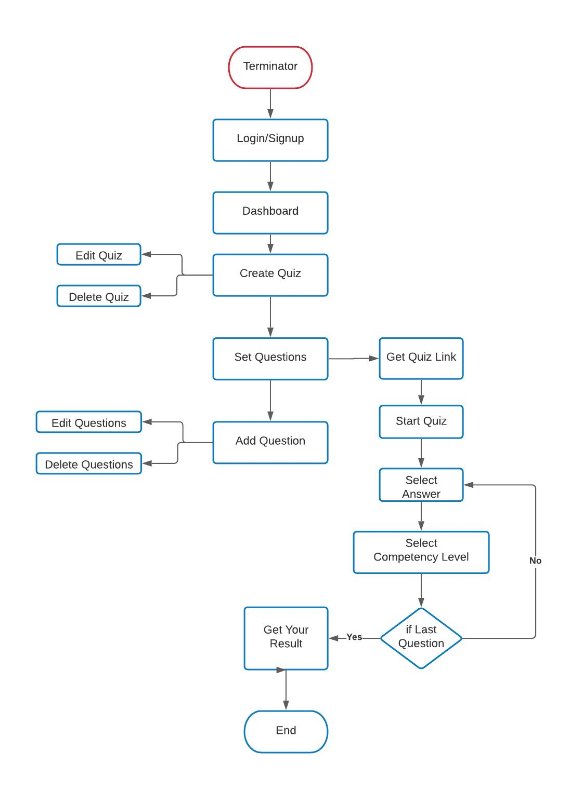 Terminator
Login/Signup
Dashboard
Create Quiz
Edit Quiz
Delete Quiz
Set Questions
Get Quiz Link
Add Question
Edit Questions
Delete Questions
Start Quiz
Select
Answer
Select
Competency Level
No
if Last
Question
Yes
Get Your
Result
End